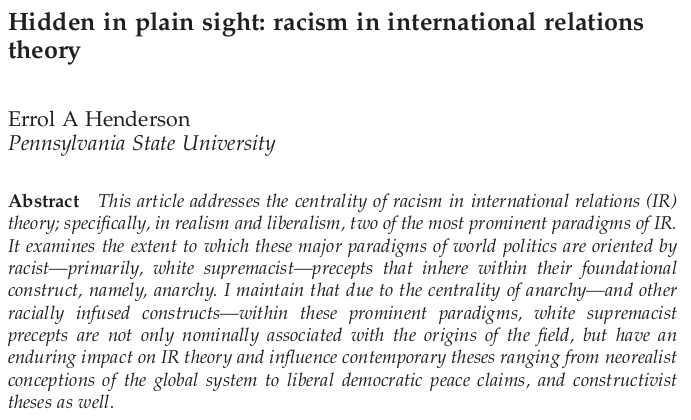 Hidden in plain sight: racism in international relations
theory
Errol A Henderson
Pennsylvania State University
Abstract This article addresses the centrality of racism in international relations (IR)
theory; specifically, in realism and liberalism, two of the most prominent paradigms of IR.
It examines the extent to which these major paradigms of world politics are oriented by
racist—primarily, white supremacist—precepts that inhere within their foundational
construct, namely, anarchy. I maintain that due to the centrality of anarchy—and other
racially infused constructs—within these prominent paradigms, white supremacist
precepts are not only nominally associated with the origins of the field, but have an
enduring impact on IR theory and influence contemporary theses ranging from neorealist
conceptions of the global system to liberal democratic peace claims, and constructivist
theses as well.